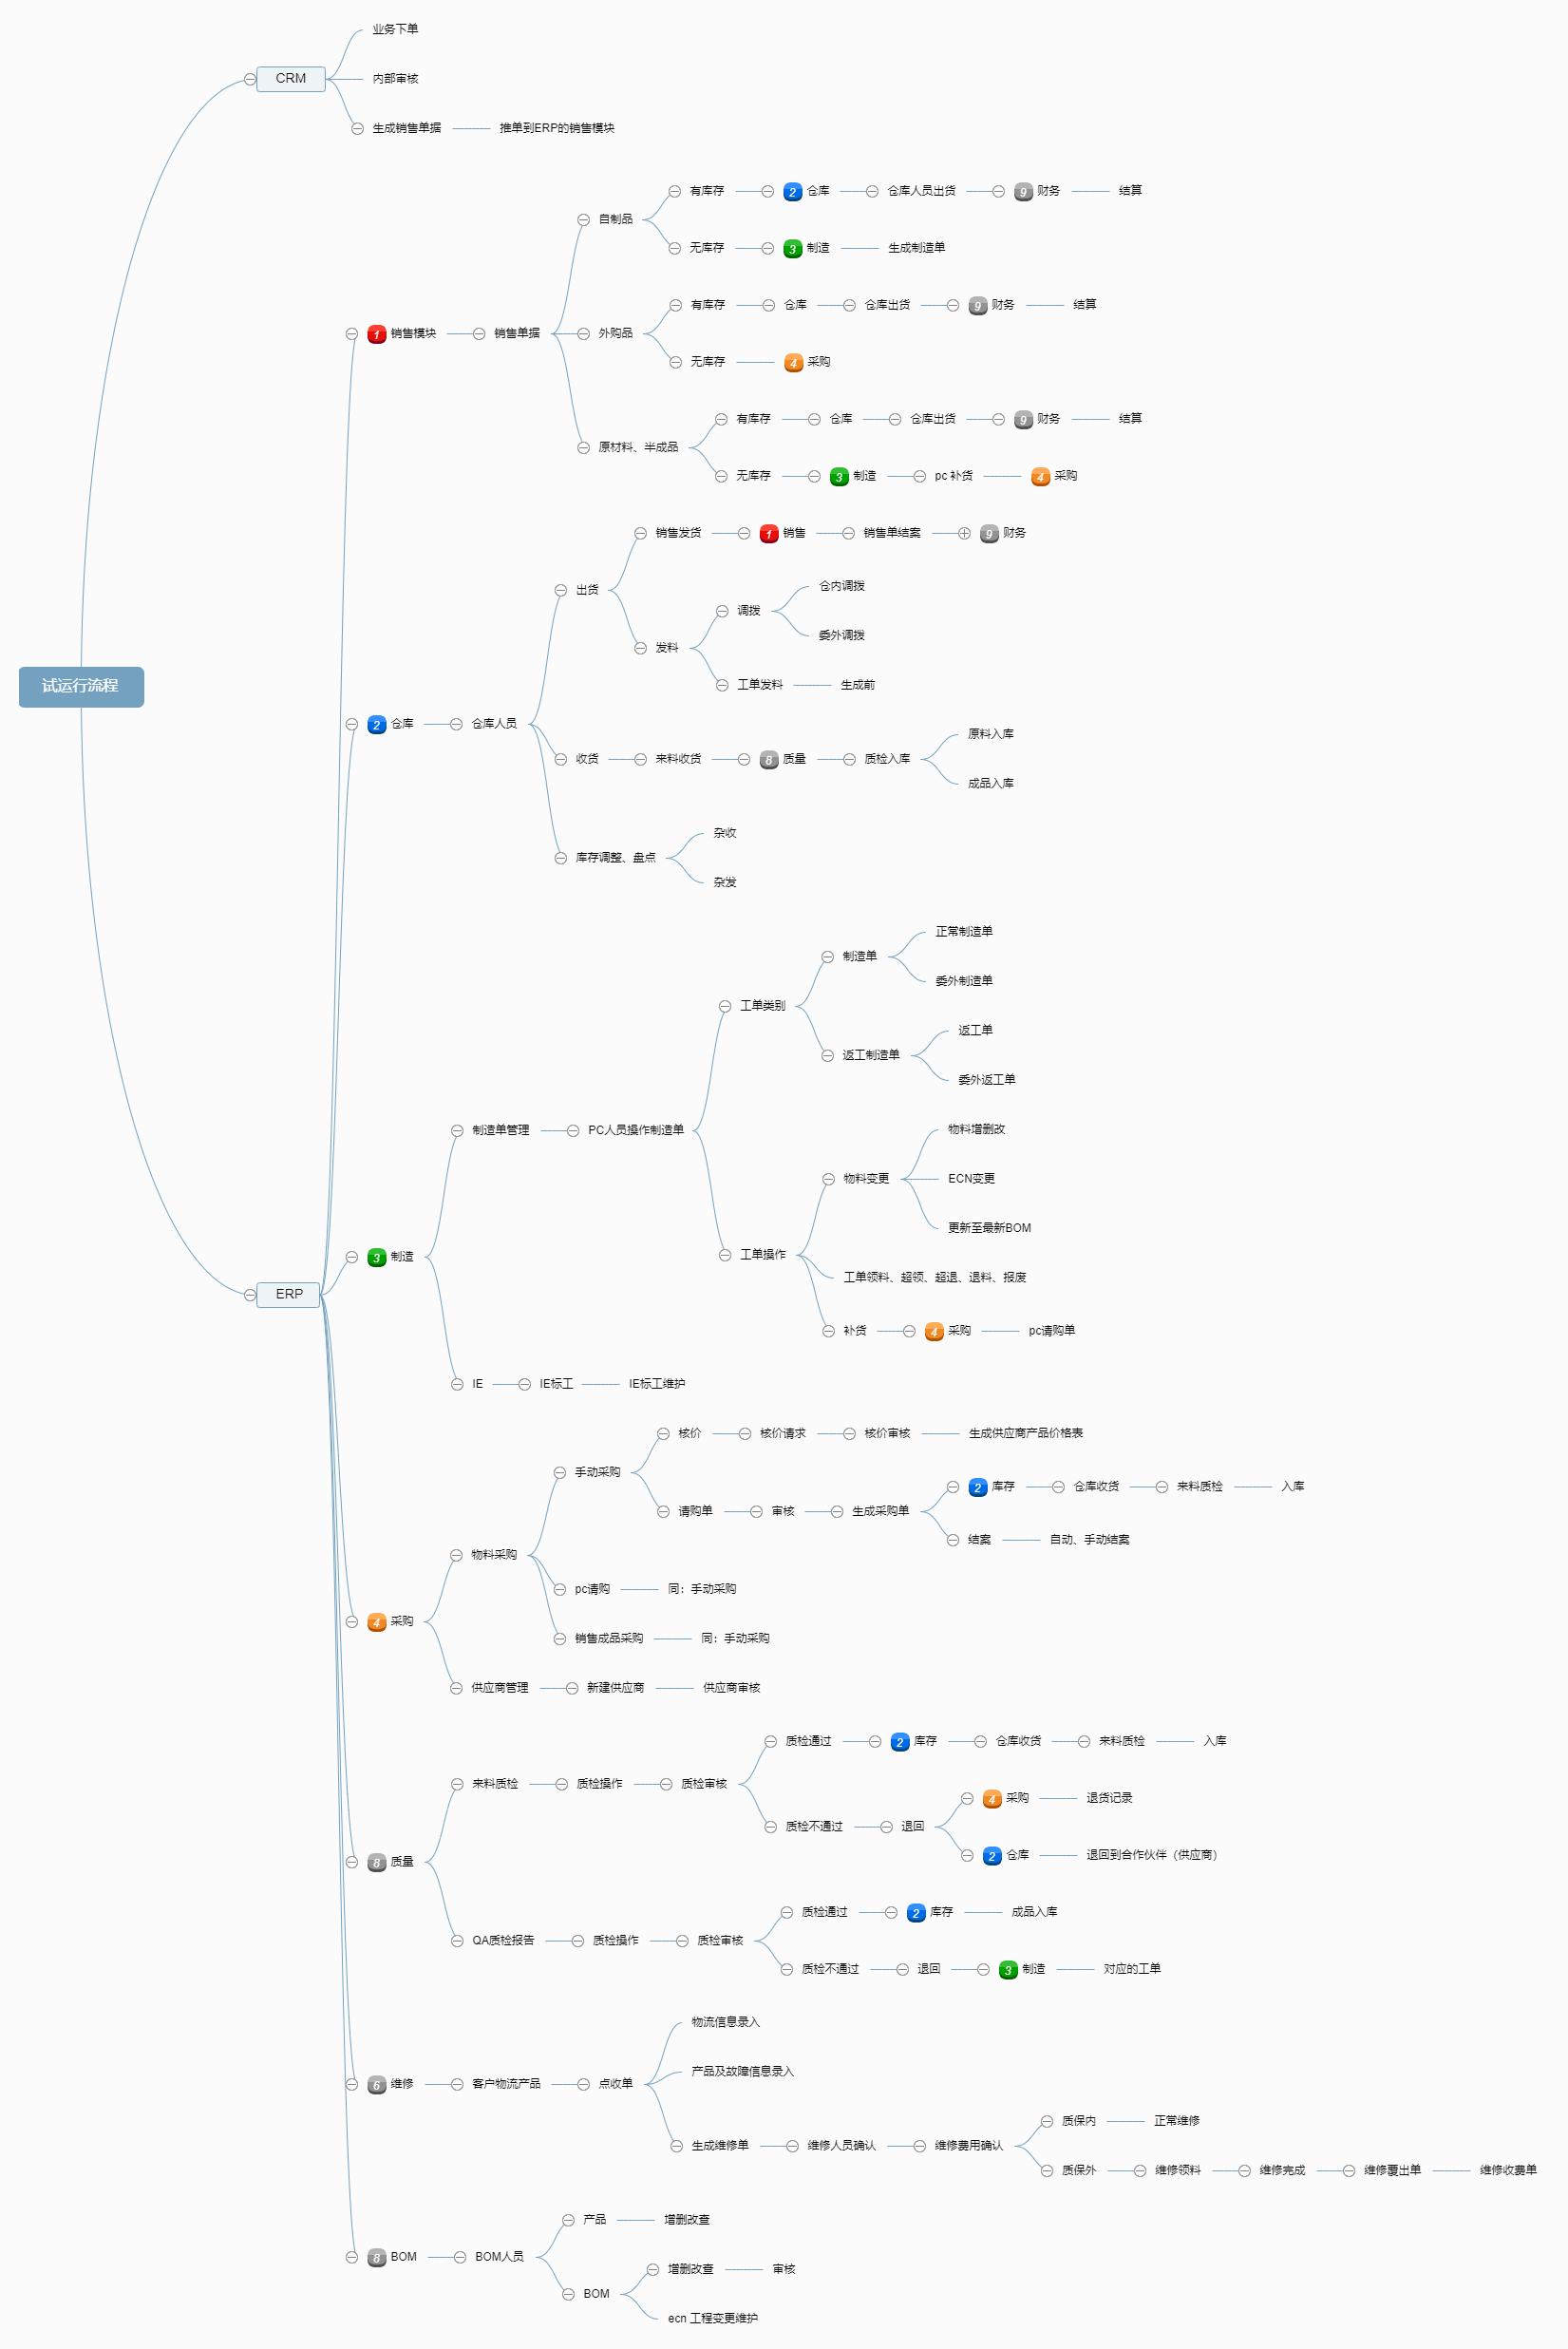 试运行流程
CRM
业务下单
内部审核
生成销售单据
推单到ERP的销售模块
ERP
1 销售模块
销售单据
自制品
有库存
2 仓库
仓库人员出货
9 财务
结算
无库存
3 制造
生成制造单
外购品
有库存
仓库
仓库出货
9 财务
结算
无库存
4 采购
原材料、半成品
有库存
仓库
仓库出货
9 财务
结算
无库存
3 制造
pc 补货
4 采购
2 仓库
仓库人员
出货
销售发货
1 销售
销售单结案
9 财务
发料
调拨
仓内调拨
委外调拨
工单发料
生成前
收货
来料收货
8 质量
质检入库
原料入库
成品入库
库存调整、盘点
杂收
杂发
3 制造
制造单管理
PC人员操作制造单
工单类别
制造单
正常制造单
委外制造单
返工制造单
返工单
委外返工单
工单操作
物料变更
物料增删改
ECN变更
更新至最新BOM
工单领料、超领、超退、退料、报废
补货
4 采购
pc请购单
IE
IE标工
IE标工维护
4 采购
物料采购
手动采购
核价
核价请求
核价审核
生成供应商产品价格表
请购单
审核
生成采购单
2 库存
仓库收货
来料质检
入库
结案
自动、手动结案
pc请购
同：手动采购
销售成品采购
同：手动采购
供应商管理
新建供应商
供应商审核
8 质量
来料质检
质检操作
质检审核
质检通过
2 库存
仓库收货
来料质检
入库
质检不通过
退回
4 采购
退货记录
2 仓库
退回到合作伙伴（供应商）
QA质检报告
质检操作
质检审核
质检通过
2 库存
成品入库
质检不通过
退回
3 制造
对应的工单
6 维修
客户物流产品
点收单
物流信息录入
产品及故障信息录入
生成维修单
维修人员确认
维修费用确认
质保内
正常维修
质保外
维修领料
维修完成
维修覆出单
维修收费单
8 BOM
BOM人员
产品
增删改查
BOM
增删改查
审核
ecn 工程变更维护